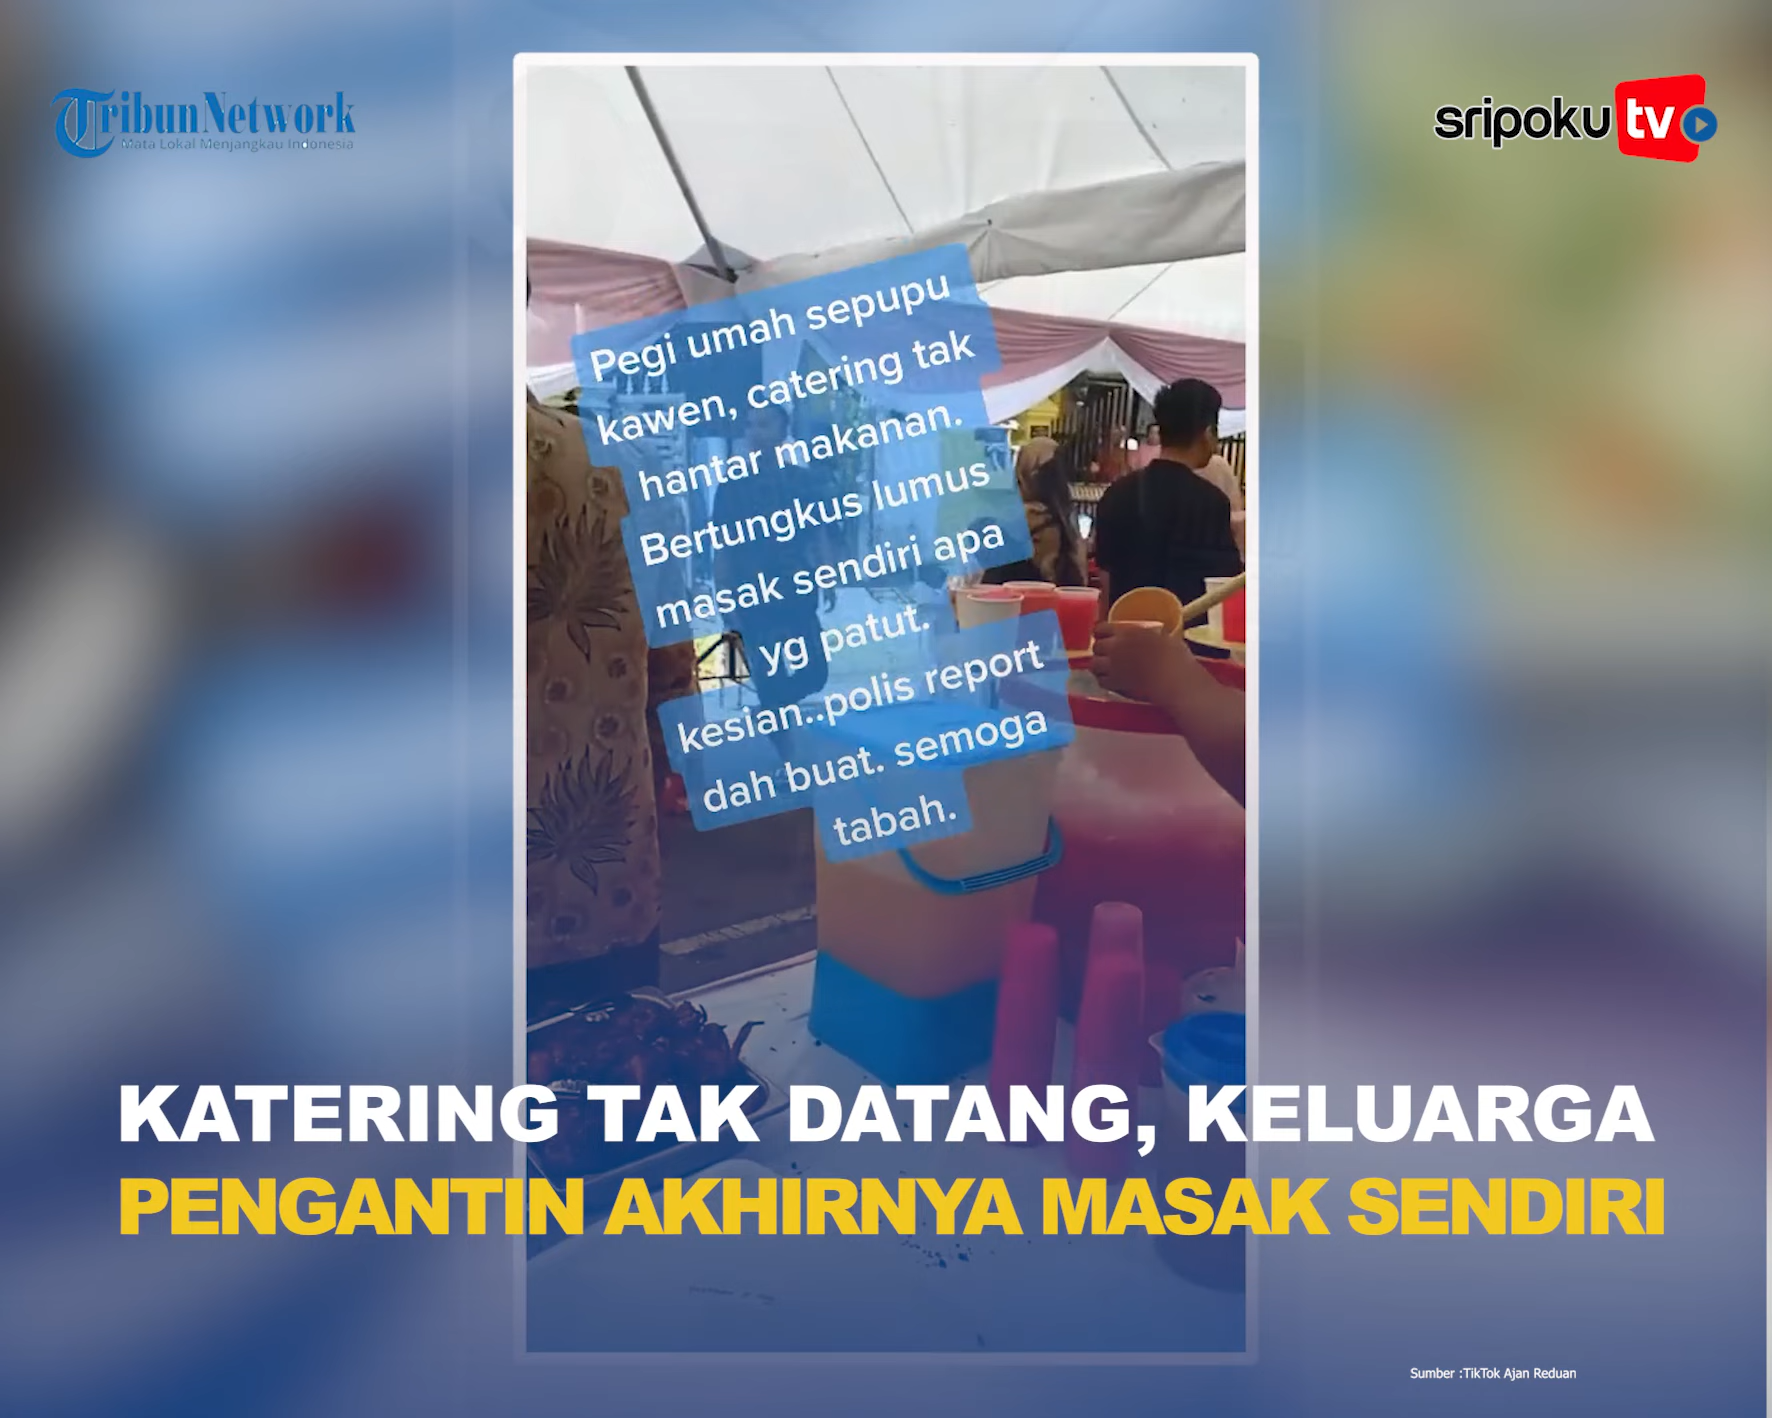 TribunNetwork
Mata Lokal Menjangkau Indonesia
sripoku tv
Pegi umah sepupu
kawen, catering tak
hantar makanan.
Bertungkus lumus
masak sendiri apa
yg patut.
kesian..polis report
dah buat. semoga
tabah.
KATERING TAK DATANG, KELUARGA
PENGANTIN AKHIRNYA MASAK SENDIRI
Sumber :TikTok Ajan Reduan